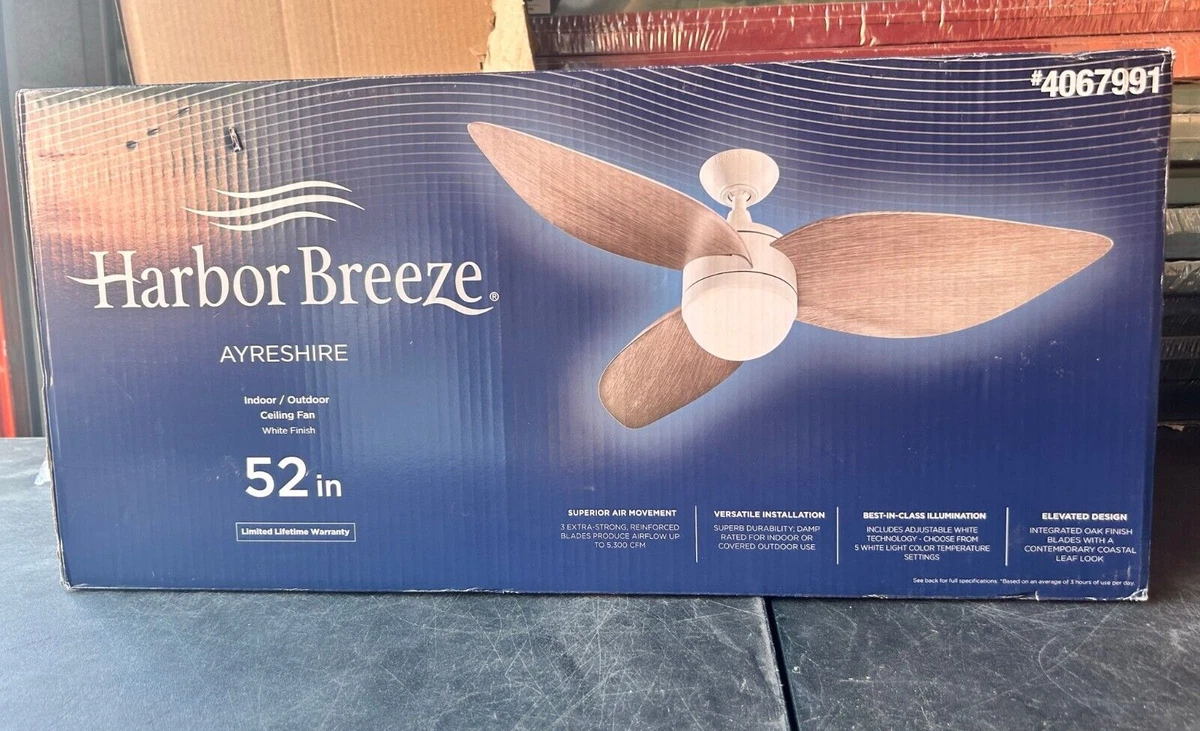 #4067991
Harbor Breeze®
AYRESHIRE
Indoor / Outdoor
Ceiling Fan
White Finish
52 in
Limited Lifetime Warranty
SUPERIOR AIR MOVEMENT
3 EXTRA-STRONG, REINFORCED
BLADES PRODUCE AIRFLOW UP
TO 5,300 CFM
VERSATILE INSTALLATION
SUPERB DURABILITY; DAMP
RATED FOR INDOOR OR
COVERED OUTDOOR USE
BEST-IN-CLASS ILLUMINATION
INCLUDES ADJUSTABLE WHITE
TECHNOLOGY - CHOOSE FROM
5 WHITE LIGHT COLOR TEMPERATURE
SETTINGS
ELEVATED DESIGN
INTEGRATED OAK FINISH
BLADES WITH A
CONTEMPORARY COASTAL
LEAF LOOK
See back for full specifications. *Based on an average of 3 hours of use per day.